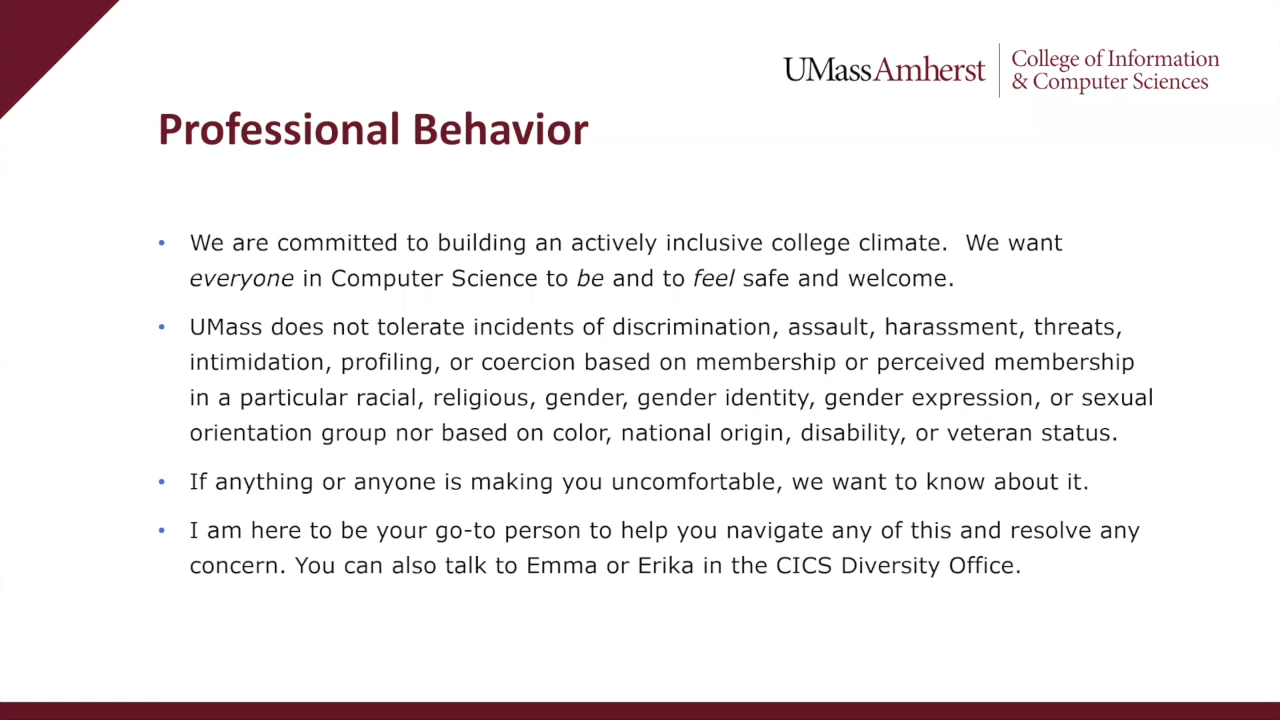 UMassAmherst
College of Information
& Computer Sciences
Professional Behavior
• We are committed to building an actively inclusive college climate.  We want
everyone in Computer Science to be and to feel safe and welcome.
• UMass does not tolerate incidents of discrimination, assault, harassment, threats,
intimidation, profiling, or coercion based on membership or perceived membership
in a particular racial, religious, gender, gender identity, gender expression, or sexual
orientation group nor based on color, national origin, disability, or veteran status.
• If anything or anyone is making you uncomfortable, we want to know about it.
• I am here to be your go-to person to help you navigate any of this and resolve any
concern. You can also talk to Emma or Erika in the CICS Diversity Office.